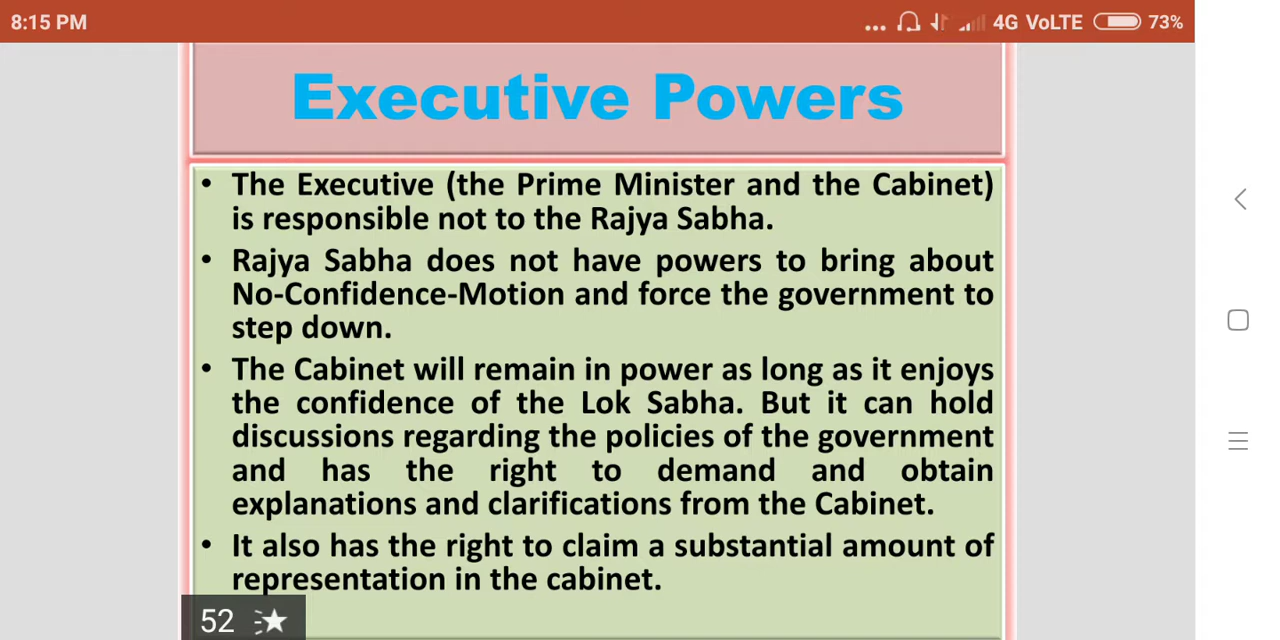 8:15 PM ... 4G VoLTE 73%
Executive Powers
• The Executive (the Prime Minister and the Cabinet)
is responsible not to the Rajya Sabha.
• Rajya Sabha does not have powers to bring about
No-Confidence-Motion and force the government to
step down.
• The Cabinet will remain in power as long as it enjoys
the confidence of the Lok Sabha. But it can hold
discussions regarding the policies of the government
and has the right to demand and obtain
explanations and clarifications from the Cabinet.
• It also has the right to claim a substantial amount of
representation in the cabinet.
52